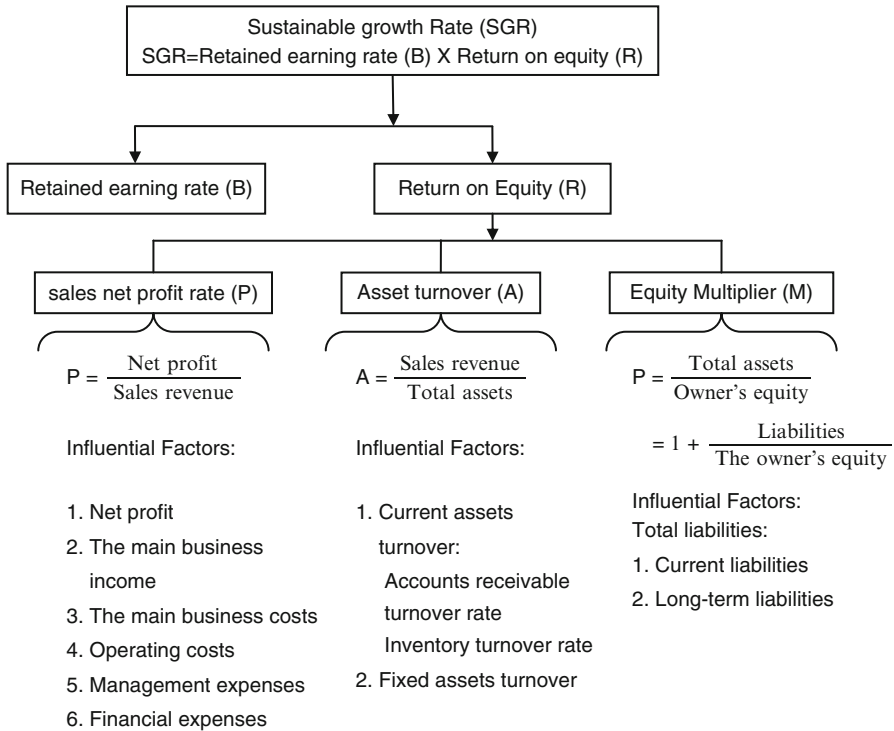 Sustainable growth Rate (SGR)
SGR=Retained earning rate (B) X Return on equity (R)
Retained earning rate (B)
Return on Equity (R)
sales net profit rate (P)
P = Net profit / Sales revenue
Influential Factors:
1. Net profit
2. The main business
income
3. The main business costs
4. Operating costs
5. Management expenses
6. Financial expenses
Asset turnover (A)
A = Sales revenue / Total assets
Influential Factors:
1. Current assets
turnover:
Accounts receivable
turnover rate
Inventory turnover rate
2. Fixed assets turnover
Equity Multiplier (M)
P = Total assets / Owner's equity
= 1 + Liabilities / The owner's equity
Influential Factors:
Total liabilities:
1. Current liabilities
2. Long-term liabilities